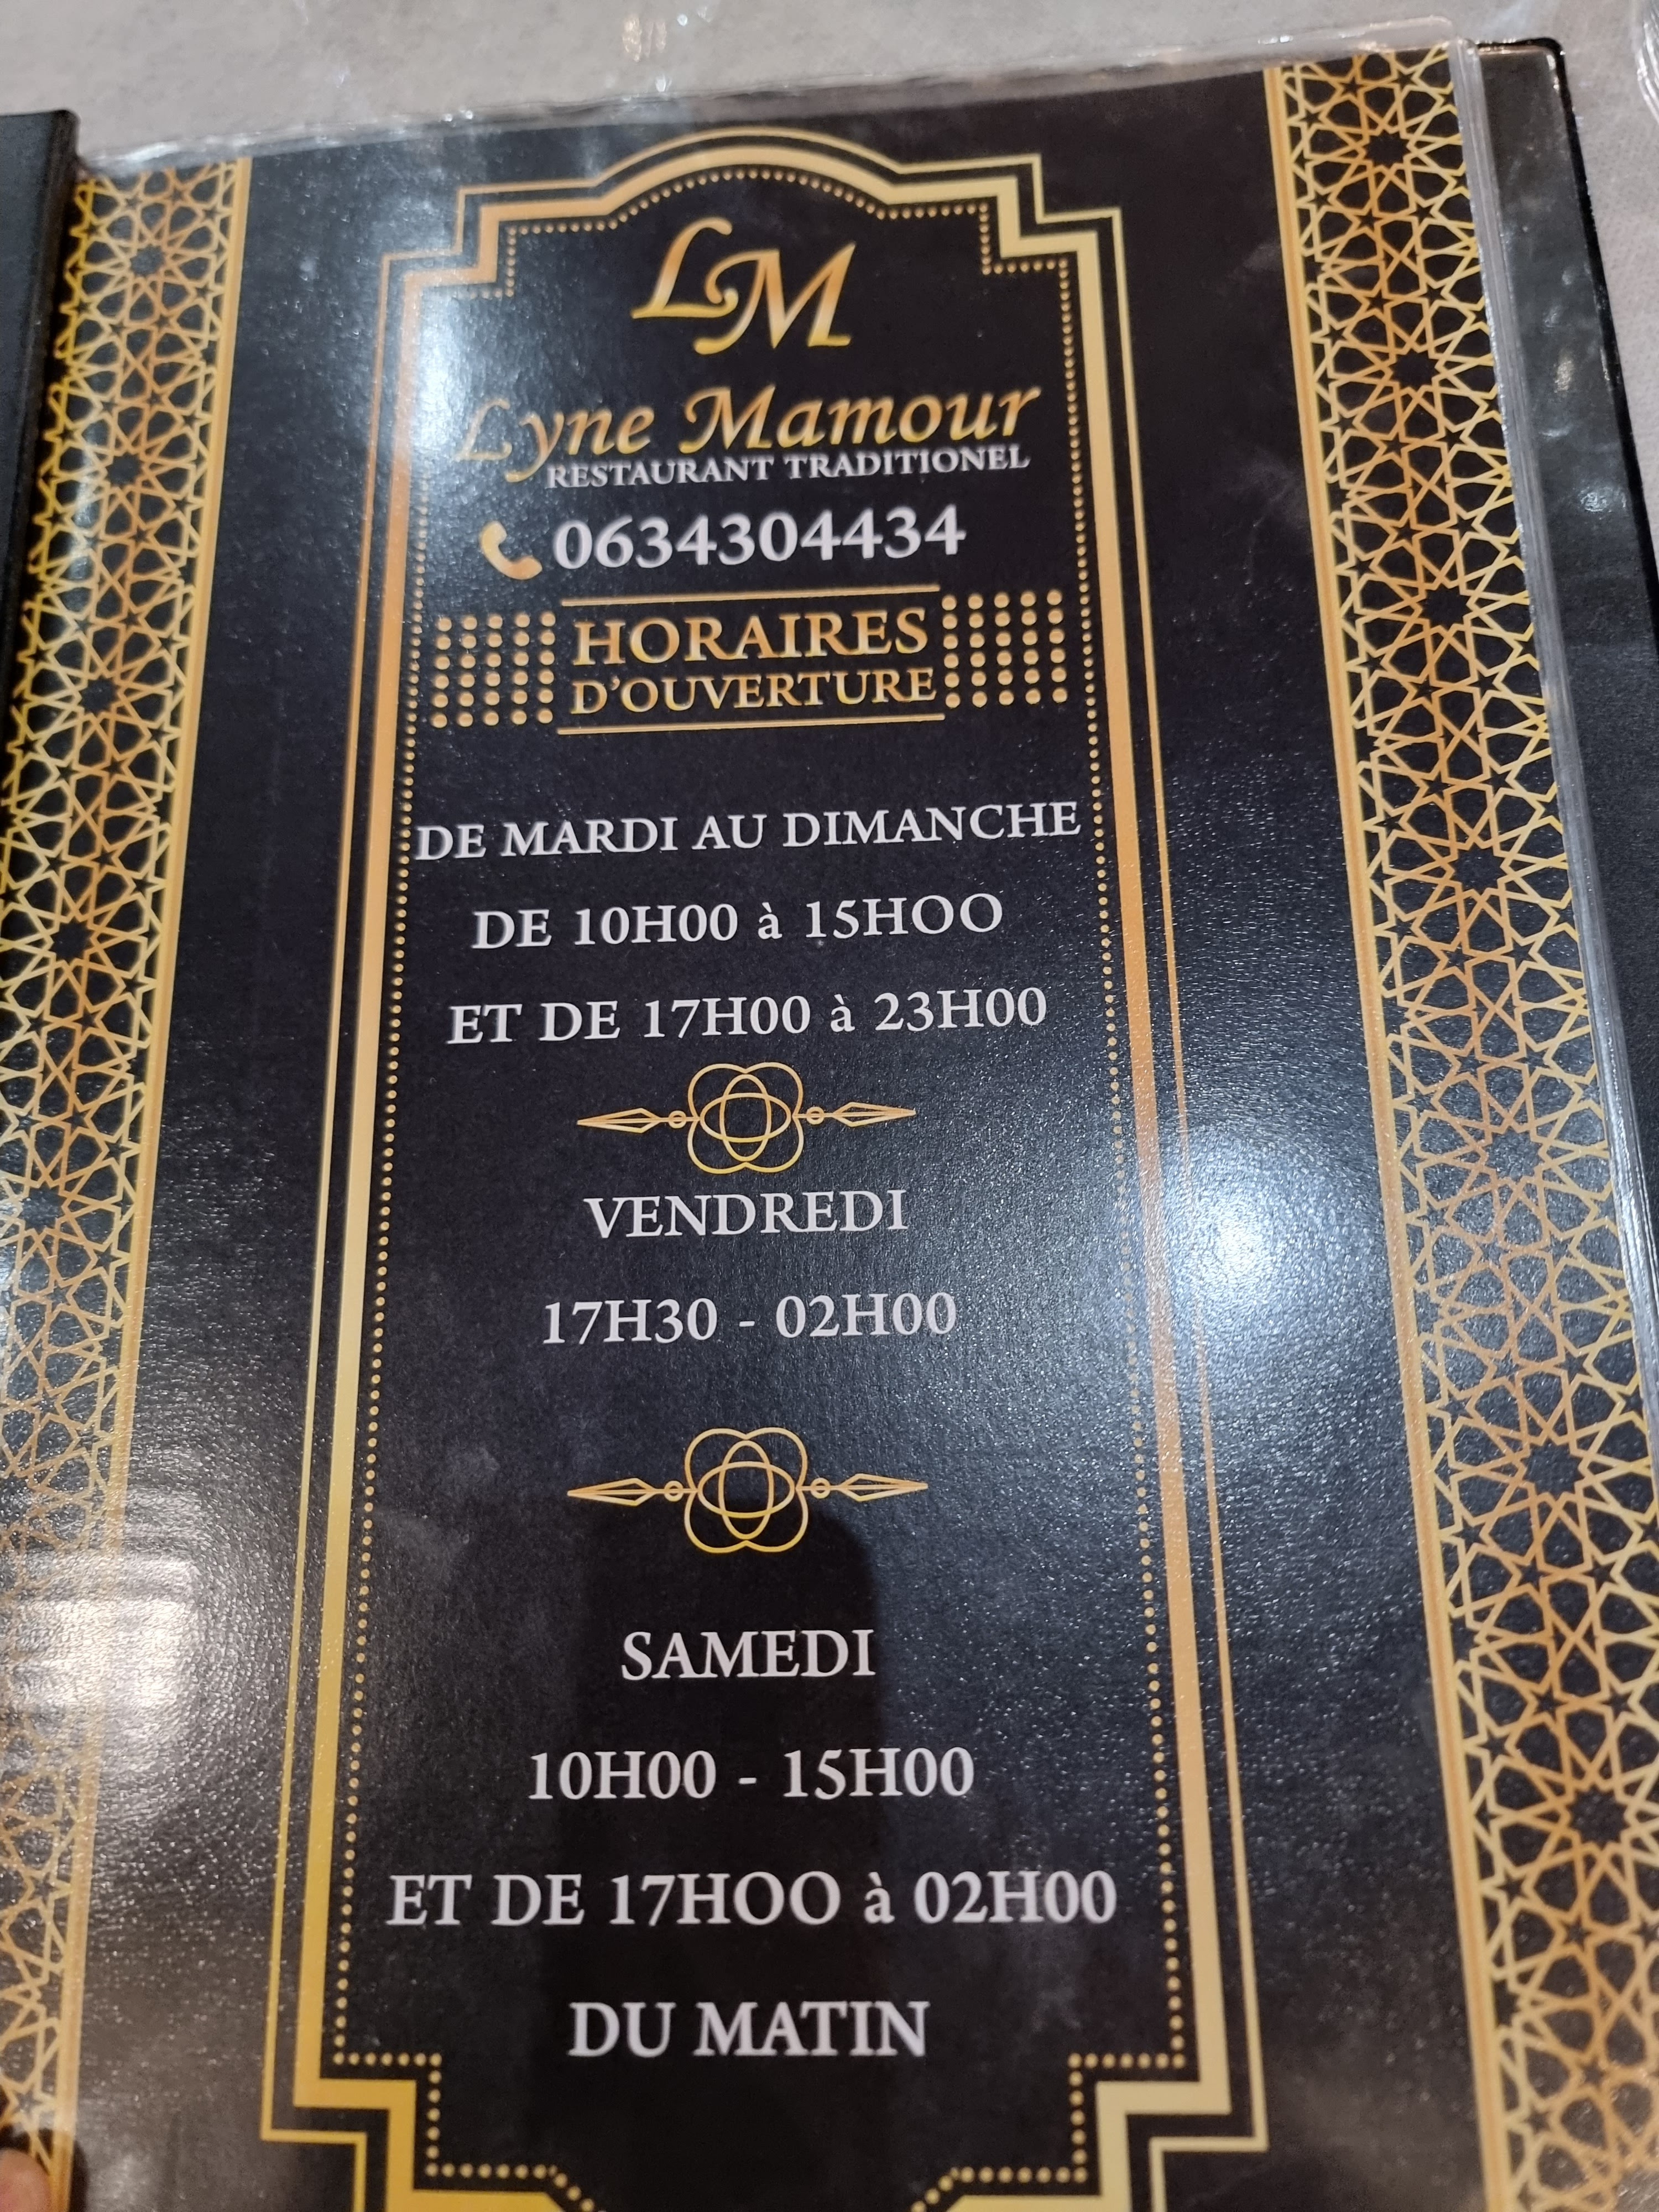 LM
Lyne Mamour
RESTAURANT TRADITIONEL
0634304434
HORAIRES
D'OUVERTURE
DE MARDI AU DIMANCHE
DE 10H00 à 15HOO
ET DE 17H00 à 23H00
VENDREDI
17H30 - 02H00
SAMEDI
10H00 - 15H00
ET DE 17HOO à 02H00
DU MATIN